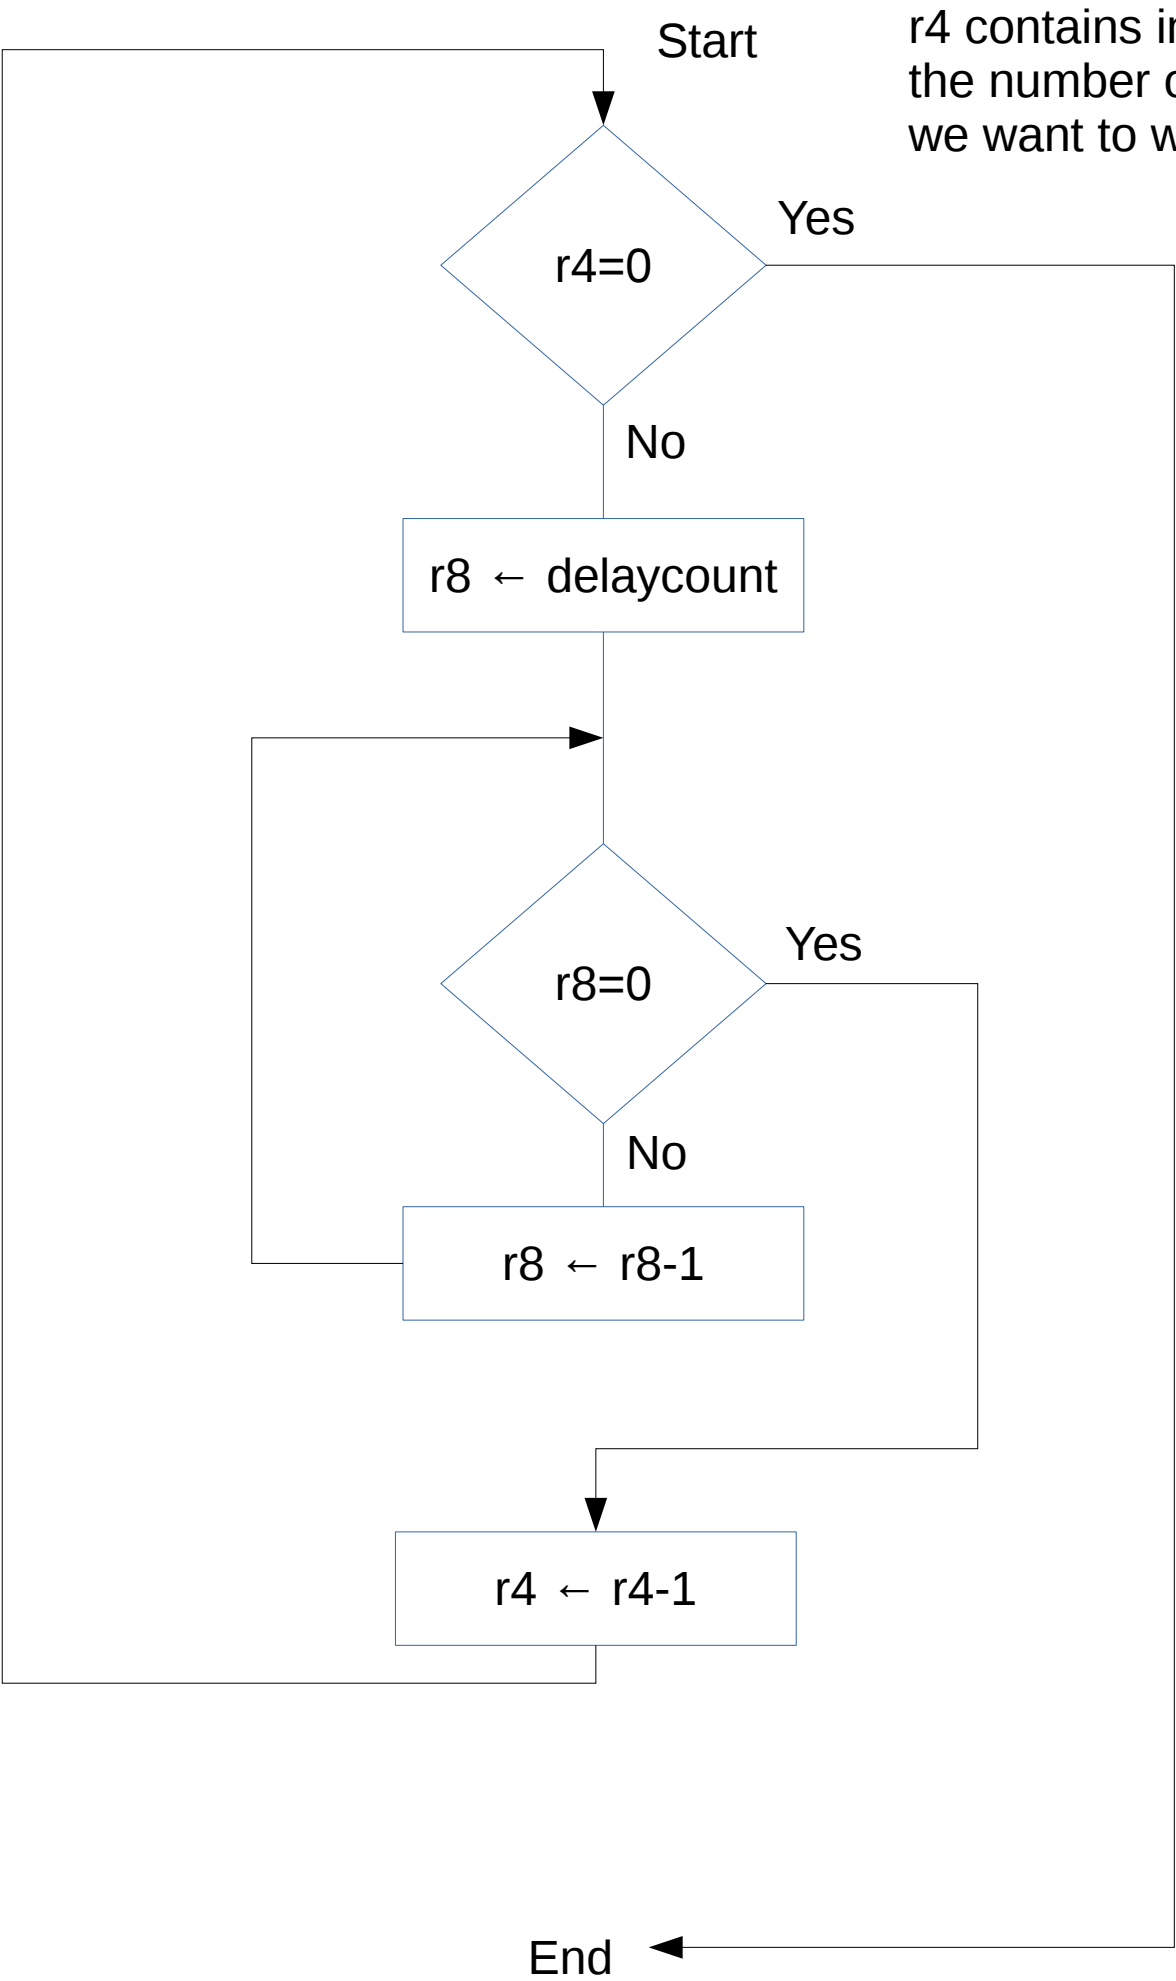 Start
r4 contains
the number
we want to
Yes
r4=0
No
r8 ← delaycount
Yes
r8=0
No
r8 ← r8-1
r4 ← r4-1
End